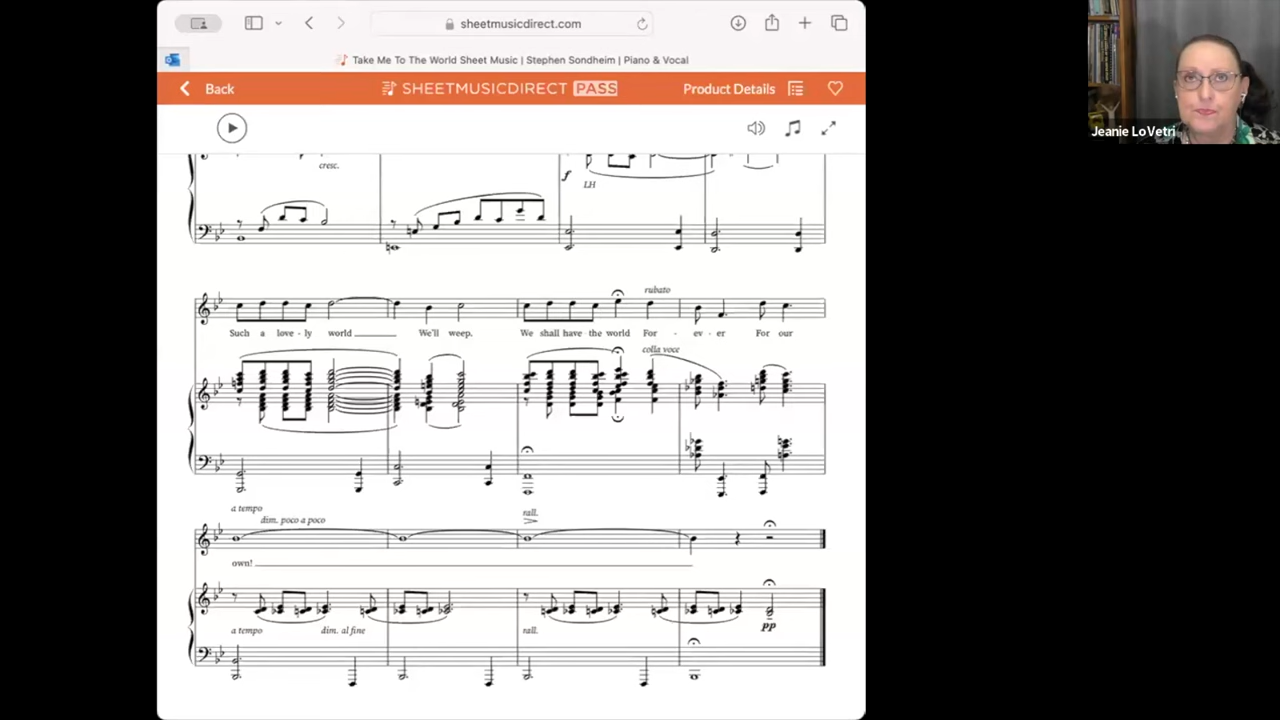 sheetmusicdirect.com
Take Me To The World Sheet Music | Stephen Sondheim | Piano & Vocal
Back
SHEETMUSICDIRECT PASS
Product Details
Jeanie LoVetri
cresc.
f
LH
rubato
Such a love - ly world We'll weep. We shall have the world For - ev - er For our
colla voce
a tempo
dim. poco a poco
rall.
own!
a tempo dim. al fine rall. pp